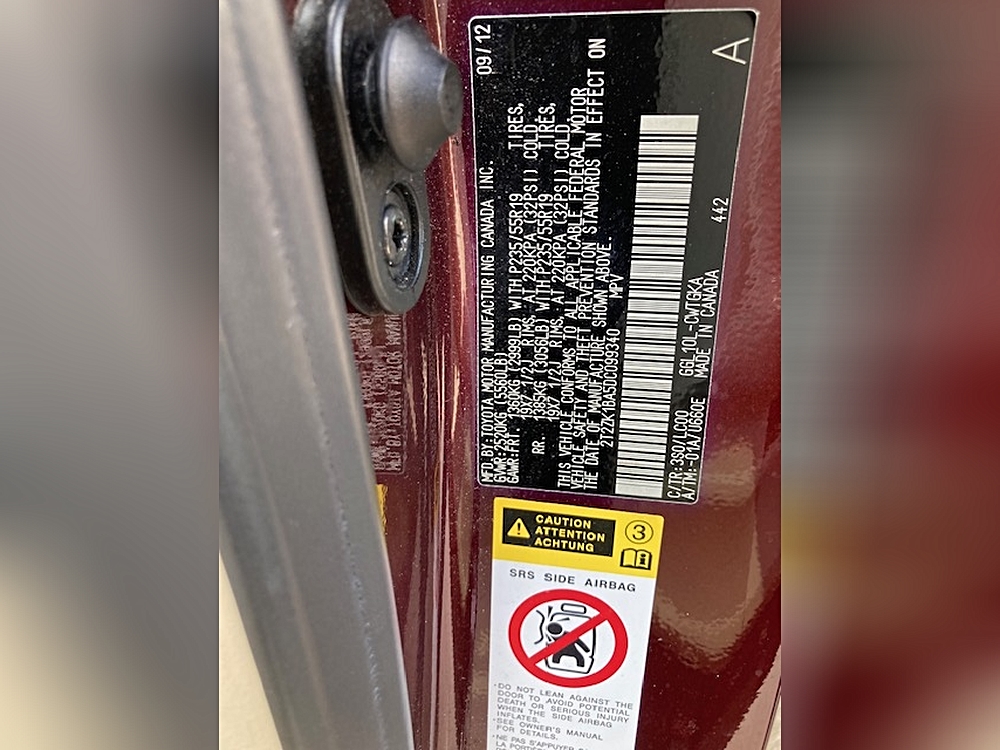 MFD.BY:TOYOTA MOTOR MANUFACTURING CANADA INC. 09/12
GVWR:2520KG(5560LB)
GAWR:FRT. 1360KG (2999LB) WITH P235/55R19 TIRES,
19X7 1/2J RIMS, AT 220KPA (32PSI) COLD.
RR. 1385KG (3056LB) WITH P235/55R19 TIRES,
19X7 1/2J RIMS, AT 220KPA (32PSI) COLD.
THIS VEHICLE CONFORMS TO ALL APPLICABLE FEDERAL MOTOR
VEHICLE SAFETY AND THEFT PREVENTION STANDARDS IN EFFECT ON
THE DATE OF MANUFACTURE SHOWN ABOVE.
2T2ZK1BA5DC099340 MPV
C/TR:3S0/LC00 GGL10L-CWTGKA 442 A
A/TM:-01A/U660E MADE IN CANADA
CAUTION
ATTENTION
ACHTUNG
3
SRS SIDE AIRBAG
·DO NOT LEAN AGAINST THE
DOOR TO AVOID POTENTIAL
DEATH OR SERIOUS INJURY
WHEN THE SIDE AIRBAG
INFLATES.
·SEE OWNER'S MANUAL
FOR DETAILS.
·NE PAS S'APPUYER